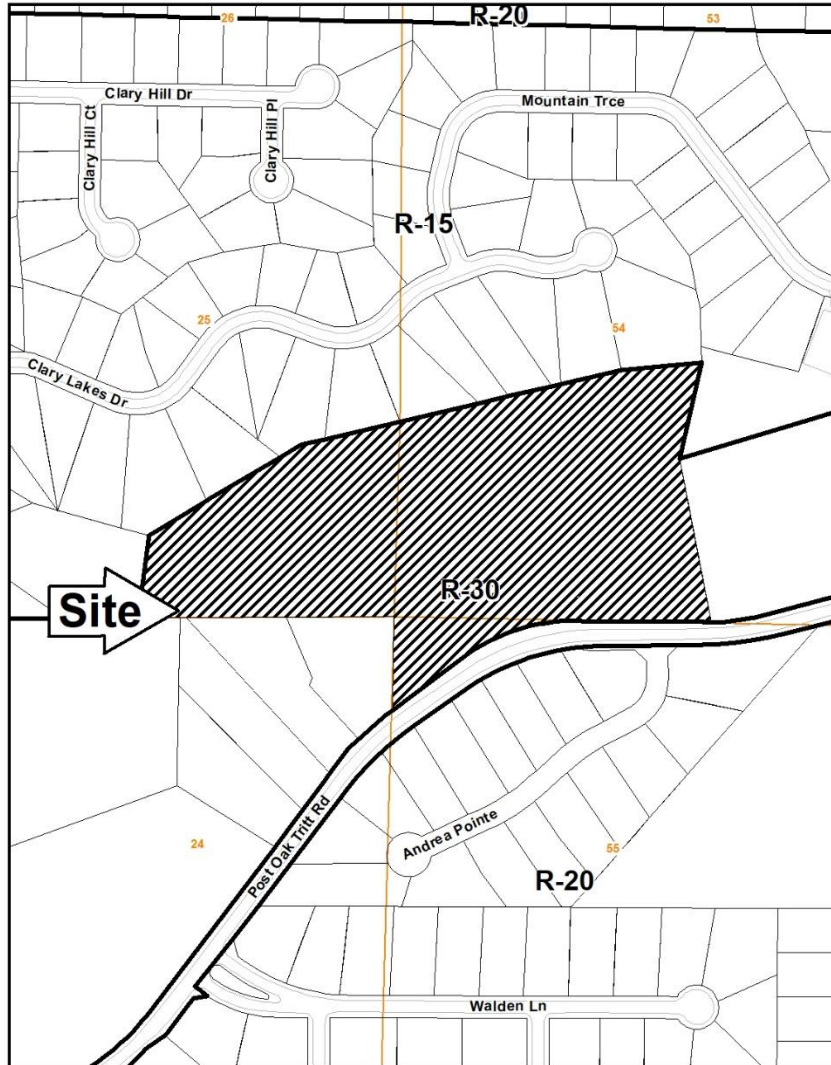 26
R-20
53
Clary Hill Dr
Mountain Trce
Clary Hill Ct
Clary Hill Pl
R-15
25
54
Clary Lakes Dr
R-30
Site
Post Oak Tritt Rd
Andrea Pointe
24
55
R-20
Walden Ln